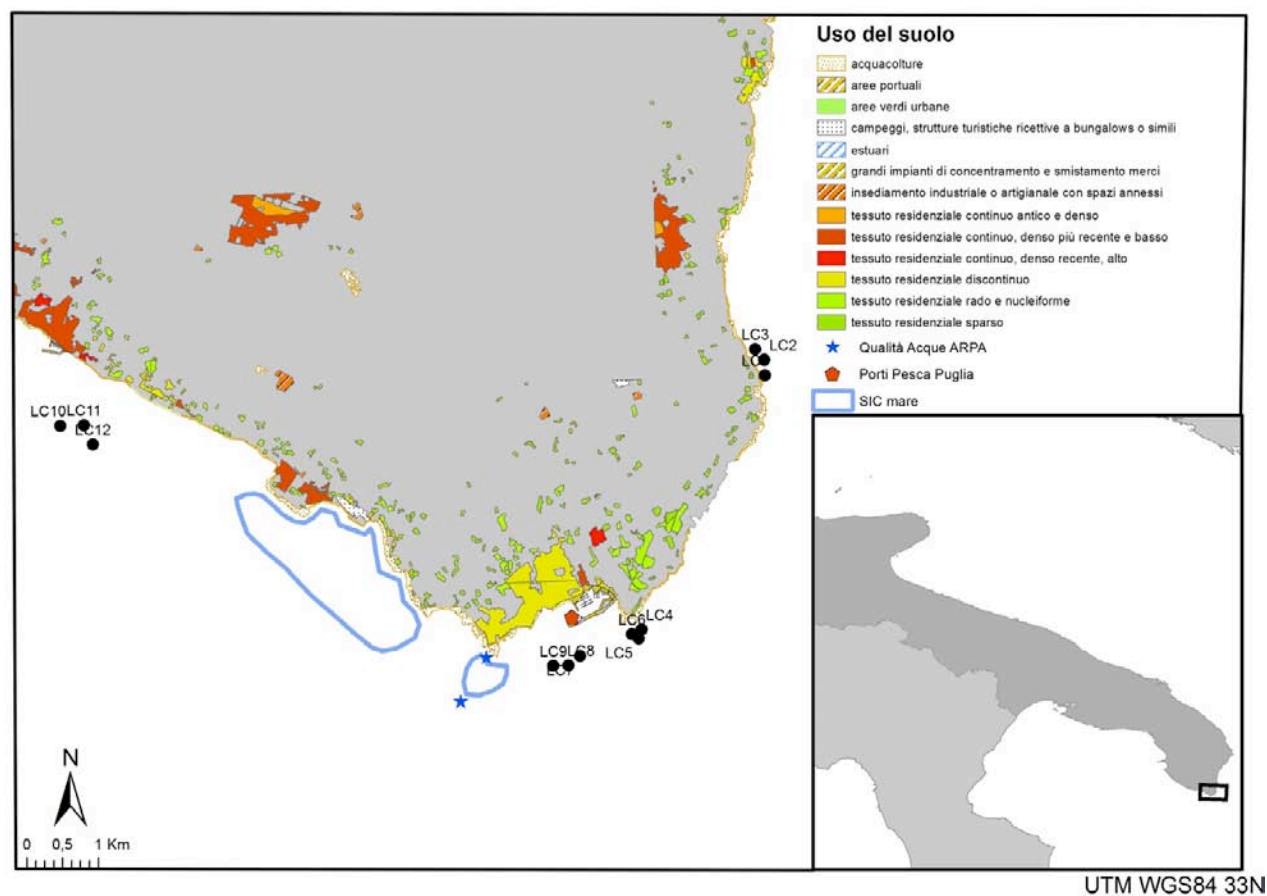 Uso del suolo
acquacolture
aree portuali
aree verdi urbane
campeggi, strutture turistiche ricettive a bungalows o simili
estuari
grandi impianti di concentramento e smistamento merci
insediamento industriale o artigianale con spazi annessi
tessuto residenziale continuo antico e denso
tessuto residenziale continuo, denso più recente e basso
tessuto residenziale continuo, denso recente, alto
tessuto residenziale discontinuo
tessuto residenziale rado e nucleiforme
tessuto residenziale sparso
Qualità Acque ARPA
Porti Pesca Puglia
SIC mare
LC3
LC2
LC10
LC11
LC12
LC6
LC4
LC5
LC9
LC8
LC7
N
0 0,5 1 Km
UTM WGS84 33N